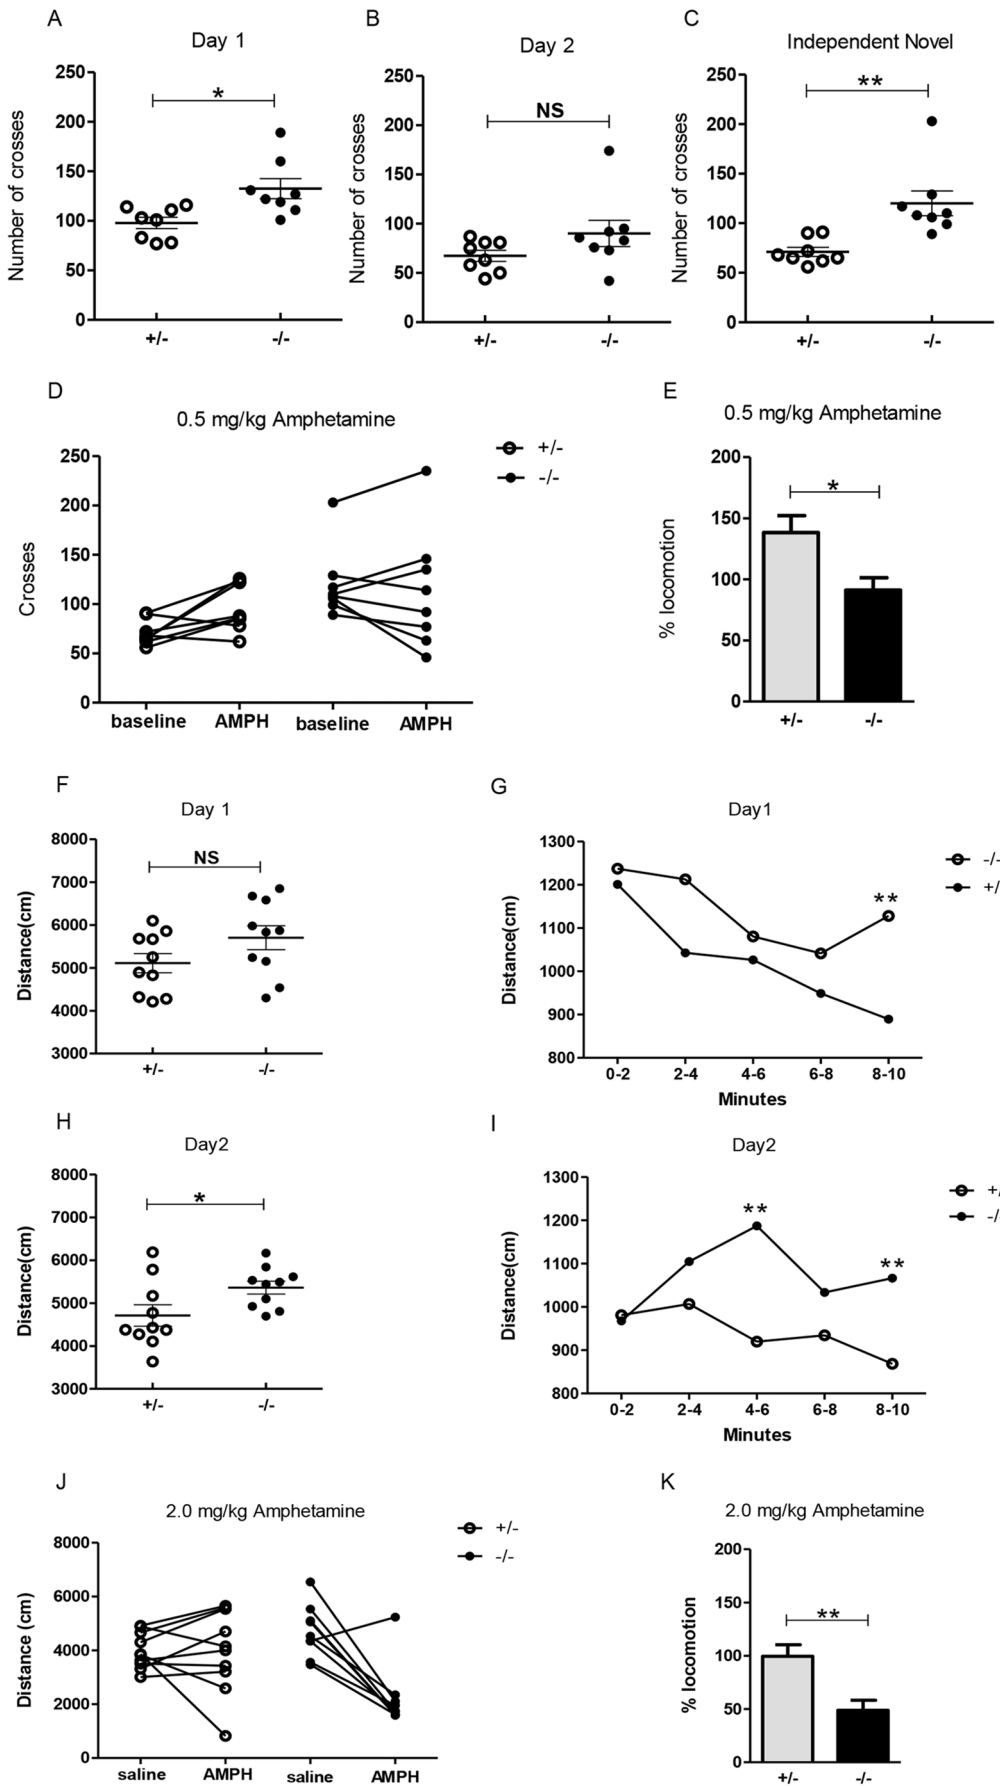 A
B
C
Day 1
Day 2
Independent Novel
Number of crosses
250
200
150
100
50
0
*
+/-
-/-
Number of crosses
250
200
150
100
50
0
NS
+/-
-/-
Number of crosses
250
200
150
100
50
0
**
+/-
-/-
D
0.5 mg/kg Amphetamine
+/-
-/-
Crosses
250
200
150
100
50
0
baseline
AMPH
baseline
AMPH
E
0.5 mg/kg Amphetamine
% locomotion
200
150
100
50
0
*
+/-
-/-
F
Day 1
Distance(cm)
8000
7000
6000
5000
4000
3000
NS
+/-
-/-
G
Day1
Distance(cm)
1300
1200
1100
1000
900
800
**
-/-
+/
0-2
2-4
4-6
6-8
8-10
Minutes
H
Day2
Distance(cm)
8000
7000
6000
5000
4000
3000
*
+/-
-/-
I
Day2
Distance(cm)
1300
1200
1100
1000
900
800
**
**
+/
-/
0-2
2-4
4-6
6-8
8-10
Minutes
J
2.0 mg/kg Amphetamine
+/-
-/-
Distance (cm)
8000
6000
4000
2000
0
saline
AMPH
saline
AMPH
K
2.0 mg/kg Amphetamine
% locomotion
200
150
100
50
0
**
+/-
-/-